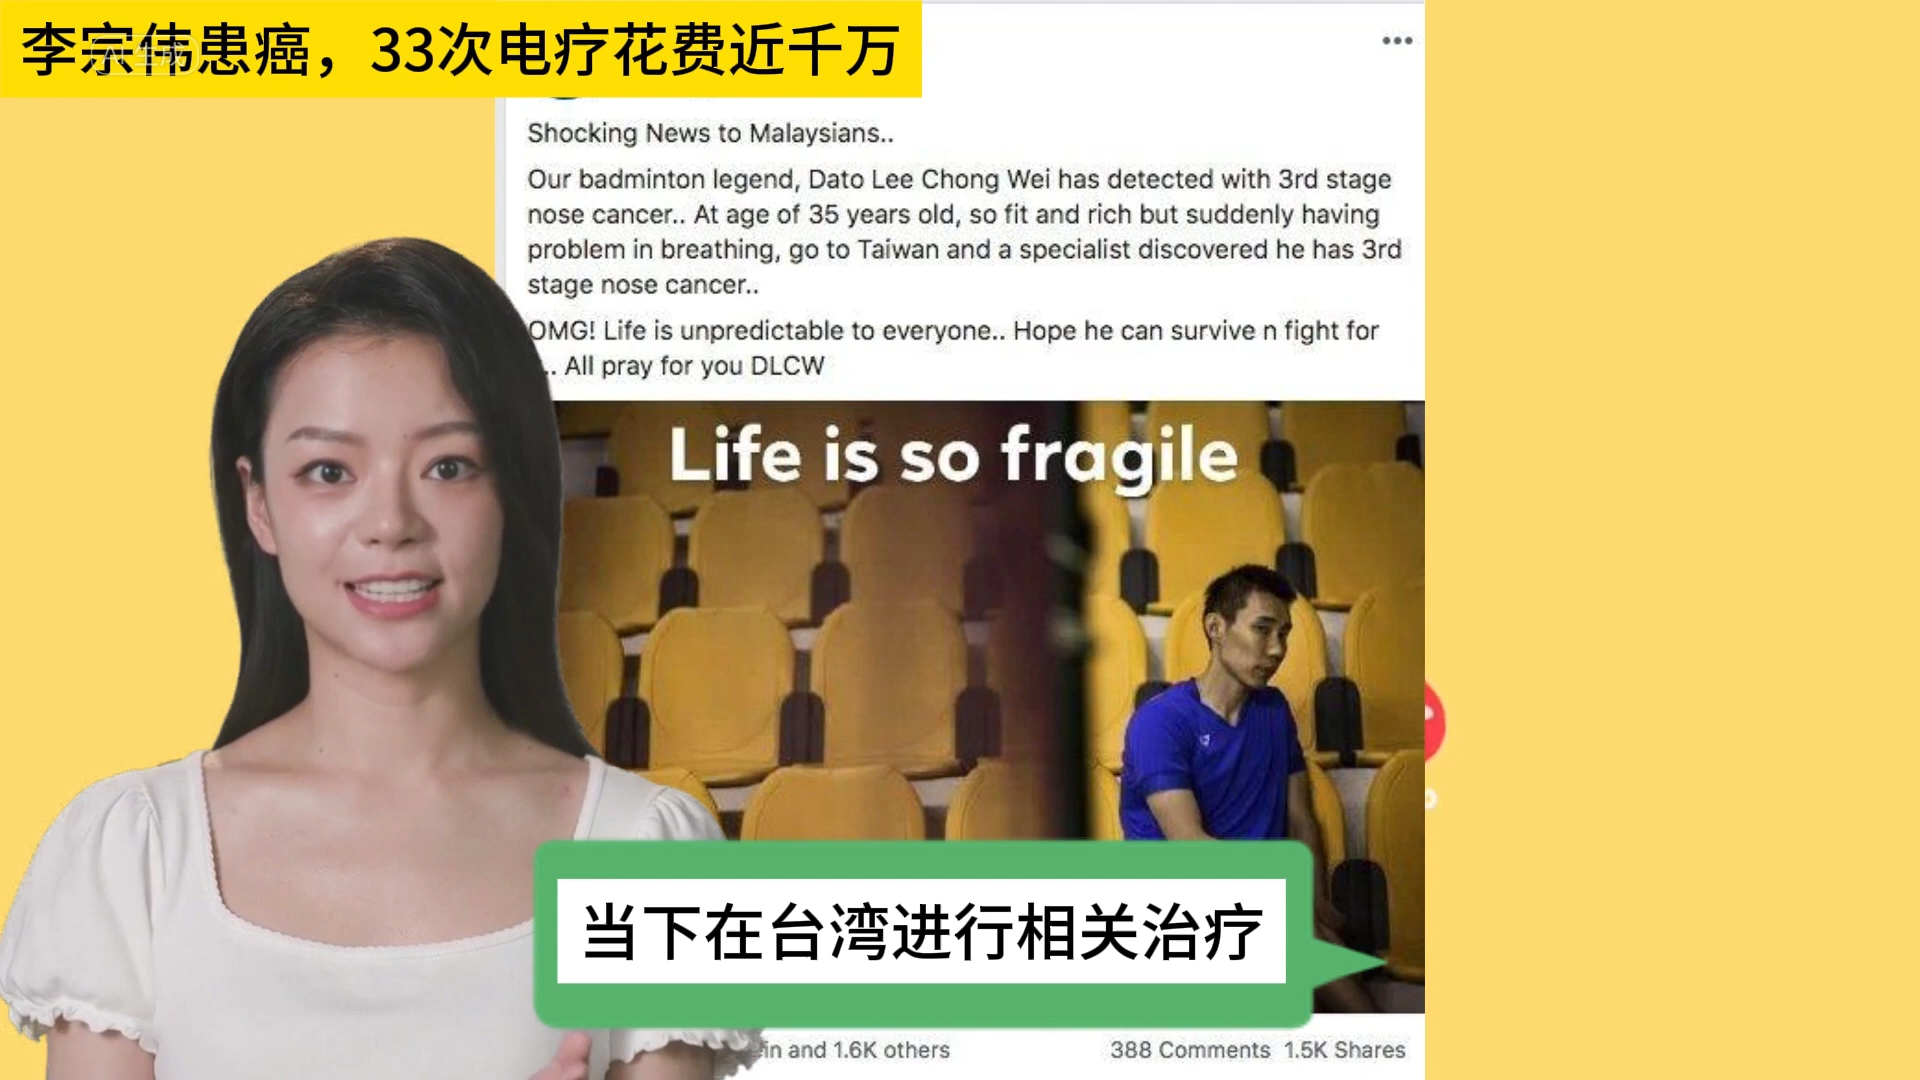 李宗伟患癌，33次电疗花费近千万
AI生成
Shocking News to Malaysians..
Our badminton legend, Dato Lee Chong Wei has detected with 3rd stage
nose cancer.. At age of 35 years old, so fit and rich but suddenly having
problem in breathing, go to Taiwan and a specialist discovered he has 3rd
stage nose cancer..
OMG! Life is unpredictable to everyone.. Hope he can survive n fight for
.. All pray for you DLCW
Life is so fragile
当下在台湾进行相关治疗
and 1.6K others
388 Comments 1.5K Shares